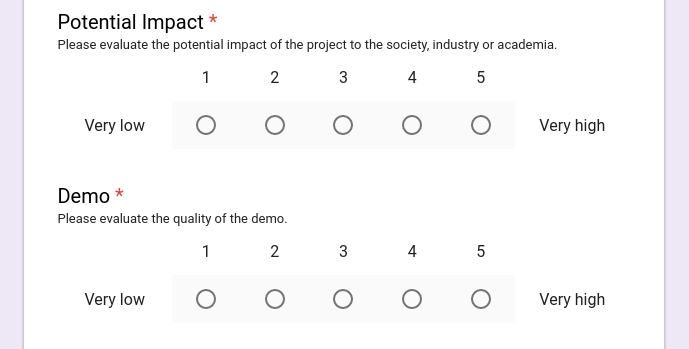 Potential Impact *
Please evaluate the potential impact of the project to the society, industry or academia.
1 2 3 4 5
Very low Very high
Demo *
Please evaluate the quality of the demo.
1 2 3 4 5
Very low Very high